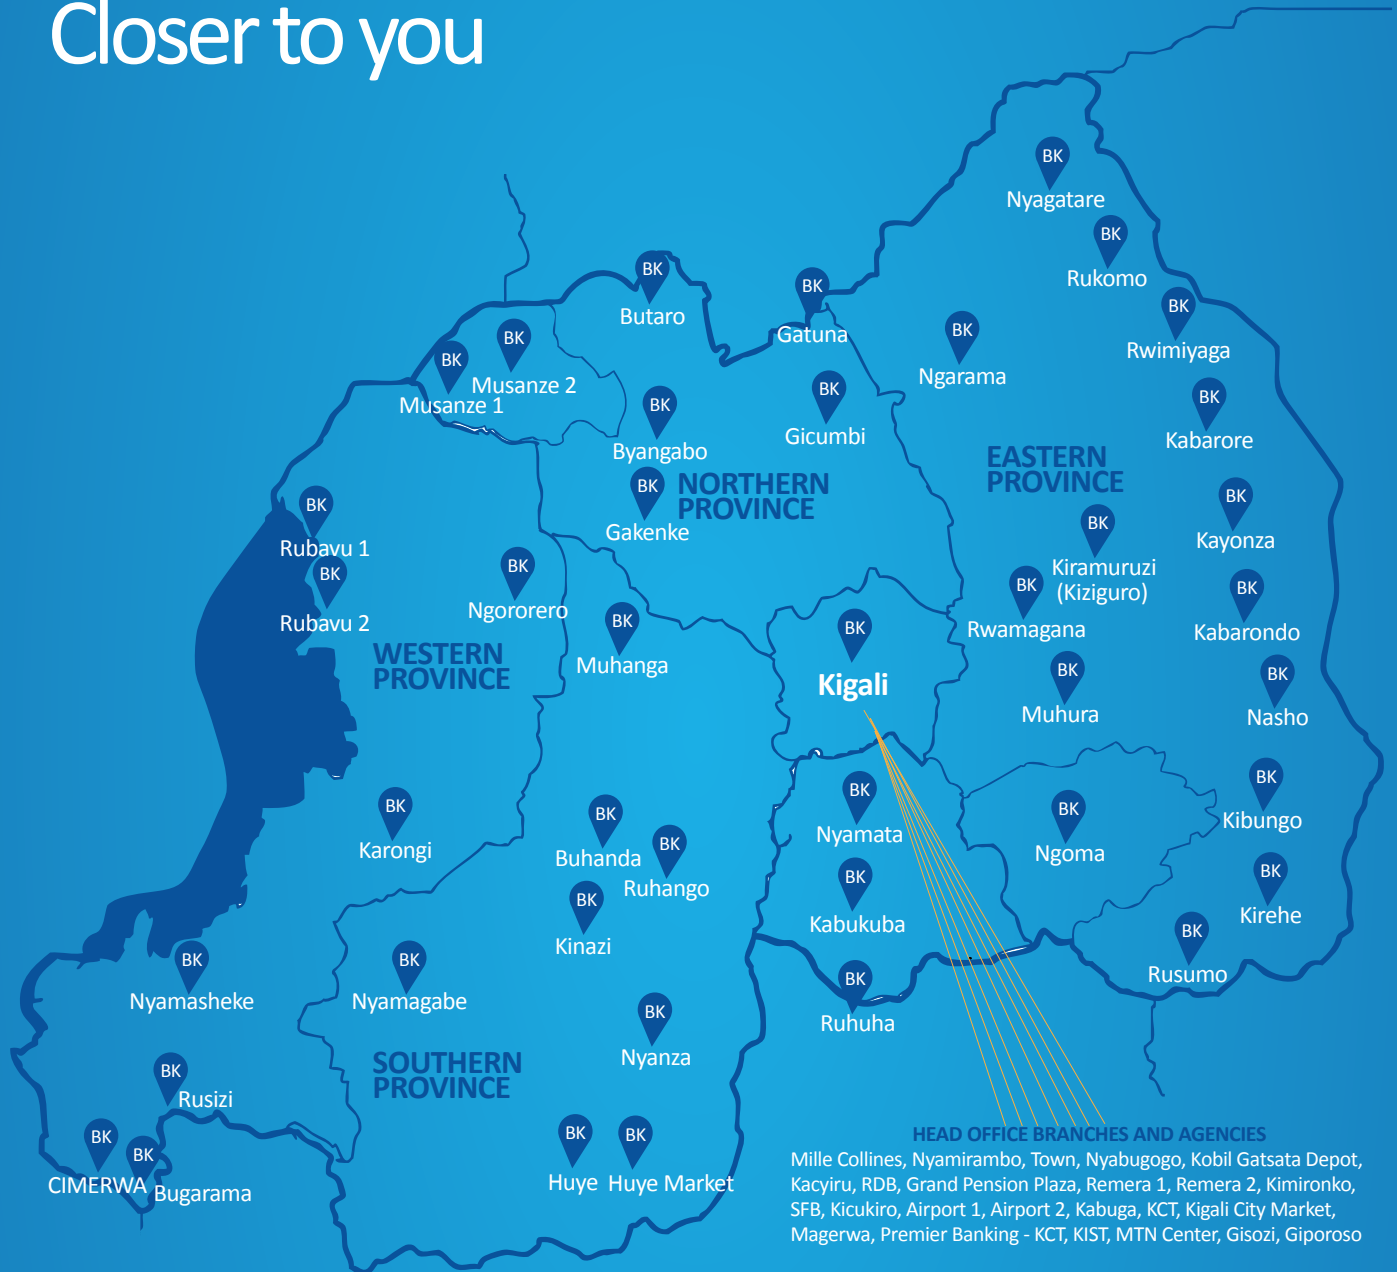 Closer to you
BK
Nyagatare
BK
Rukomo
BK
Butaro
BK
Gatuna
BK
Rwimiyaga
BK
Ngarama
BK
Musanze 2
BK
Musanze 1
BK
Kabarore
BK
Gicumbi
BK
Byangabo
EASTERN
PROVINCE
NORTHERN
PROVINCE
BK
Gakenke
BK
Kayonza
BK
Rubavu 1
BK
Kiramuruzi
(Kiziguro)
BK
Rubavu 2
BK
Ngororero
BK
Rwamagana
BK
Kabarondo
BK
Muhanga
BK
Kigali
WESTERN
PROVINCE
BK
Muhura
BK
Nasho
BK
Nyamata
BK
Kibungo
BK
Karongi
BK
Buhanda
BK
Ngoma
BK
Ruhango
BK
Kabukuba
BK
Kirehe
BK
Kinazi
BK
Rusumo
BK
Nyamasheke
BK
Nyamagabe
BK
Ruhuha
BK
Nyanza
SOUTHERN
PROVINCE
BK
Rusizi
BK
CIMERWA
BK
Bugarama
BK
Huye
BK
Huye Market
HEAD OFFICE BRANCHES AND AGENCIES
Mille Collines, Nyamirambo, Town, Nyabugogo, Kobil Gatsata Depot,
Kacyiru, RDB, Grand Pension Plaza, Remera 1, Remera 2, Kimironko,
SFB, Kicukiro, Airport 1, Airport 2, Kabuga, KCT, Kigali City Market,
Magerwa, Premier Banking - KCT, KIST, MTN Center, Gisozi, Giporoso